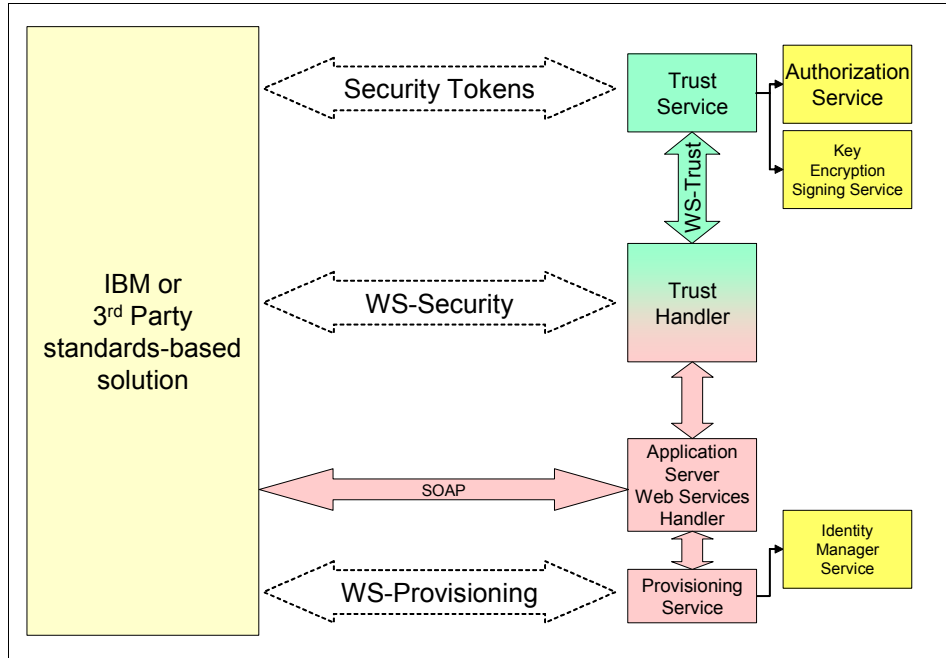 Security Tokens
Trust
Service
Authorization
Service
Key
Encryption
Signing Service
WS-Trust
IBM or
3rd Party
standards-based
solution
WS-Security
Trust
Handler
SOAP
Application
Server
Web Services
Handler
Identity
Manager
Service
WS-Provisioning
Provisioning
Service